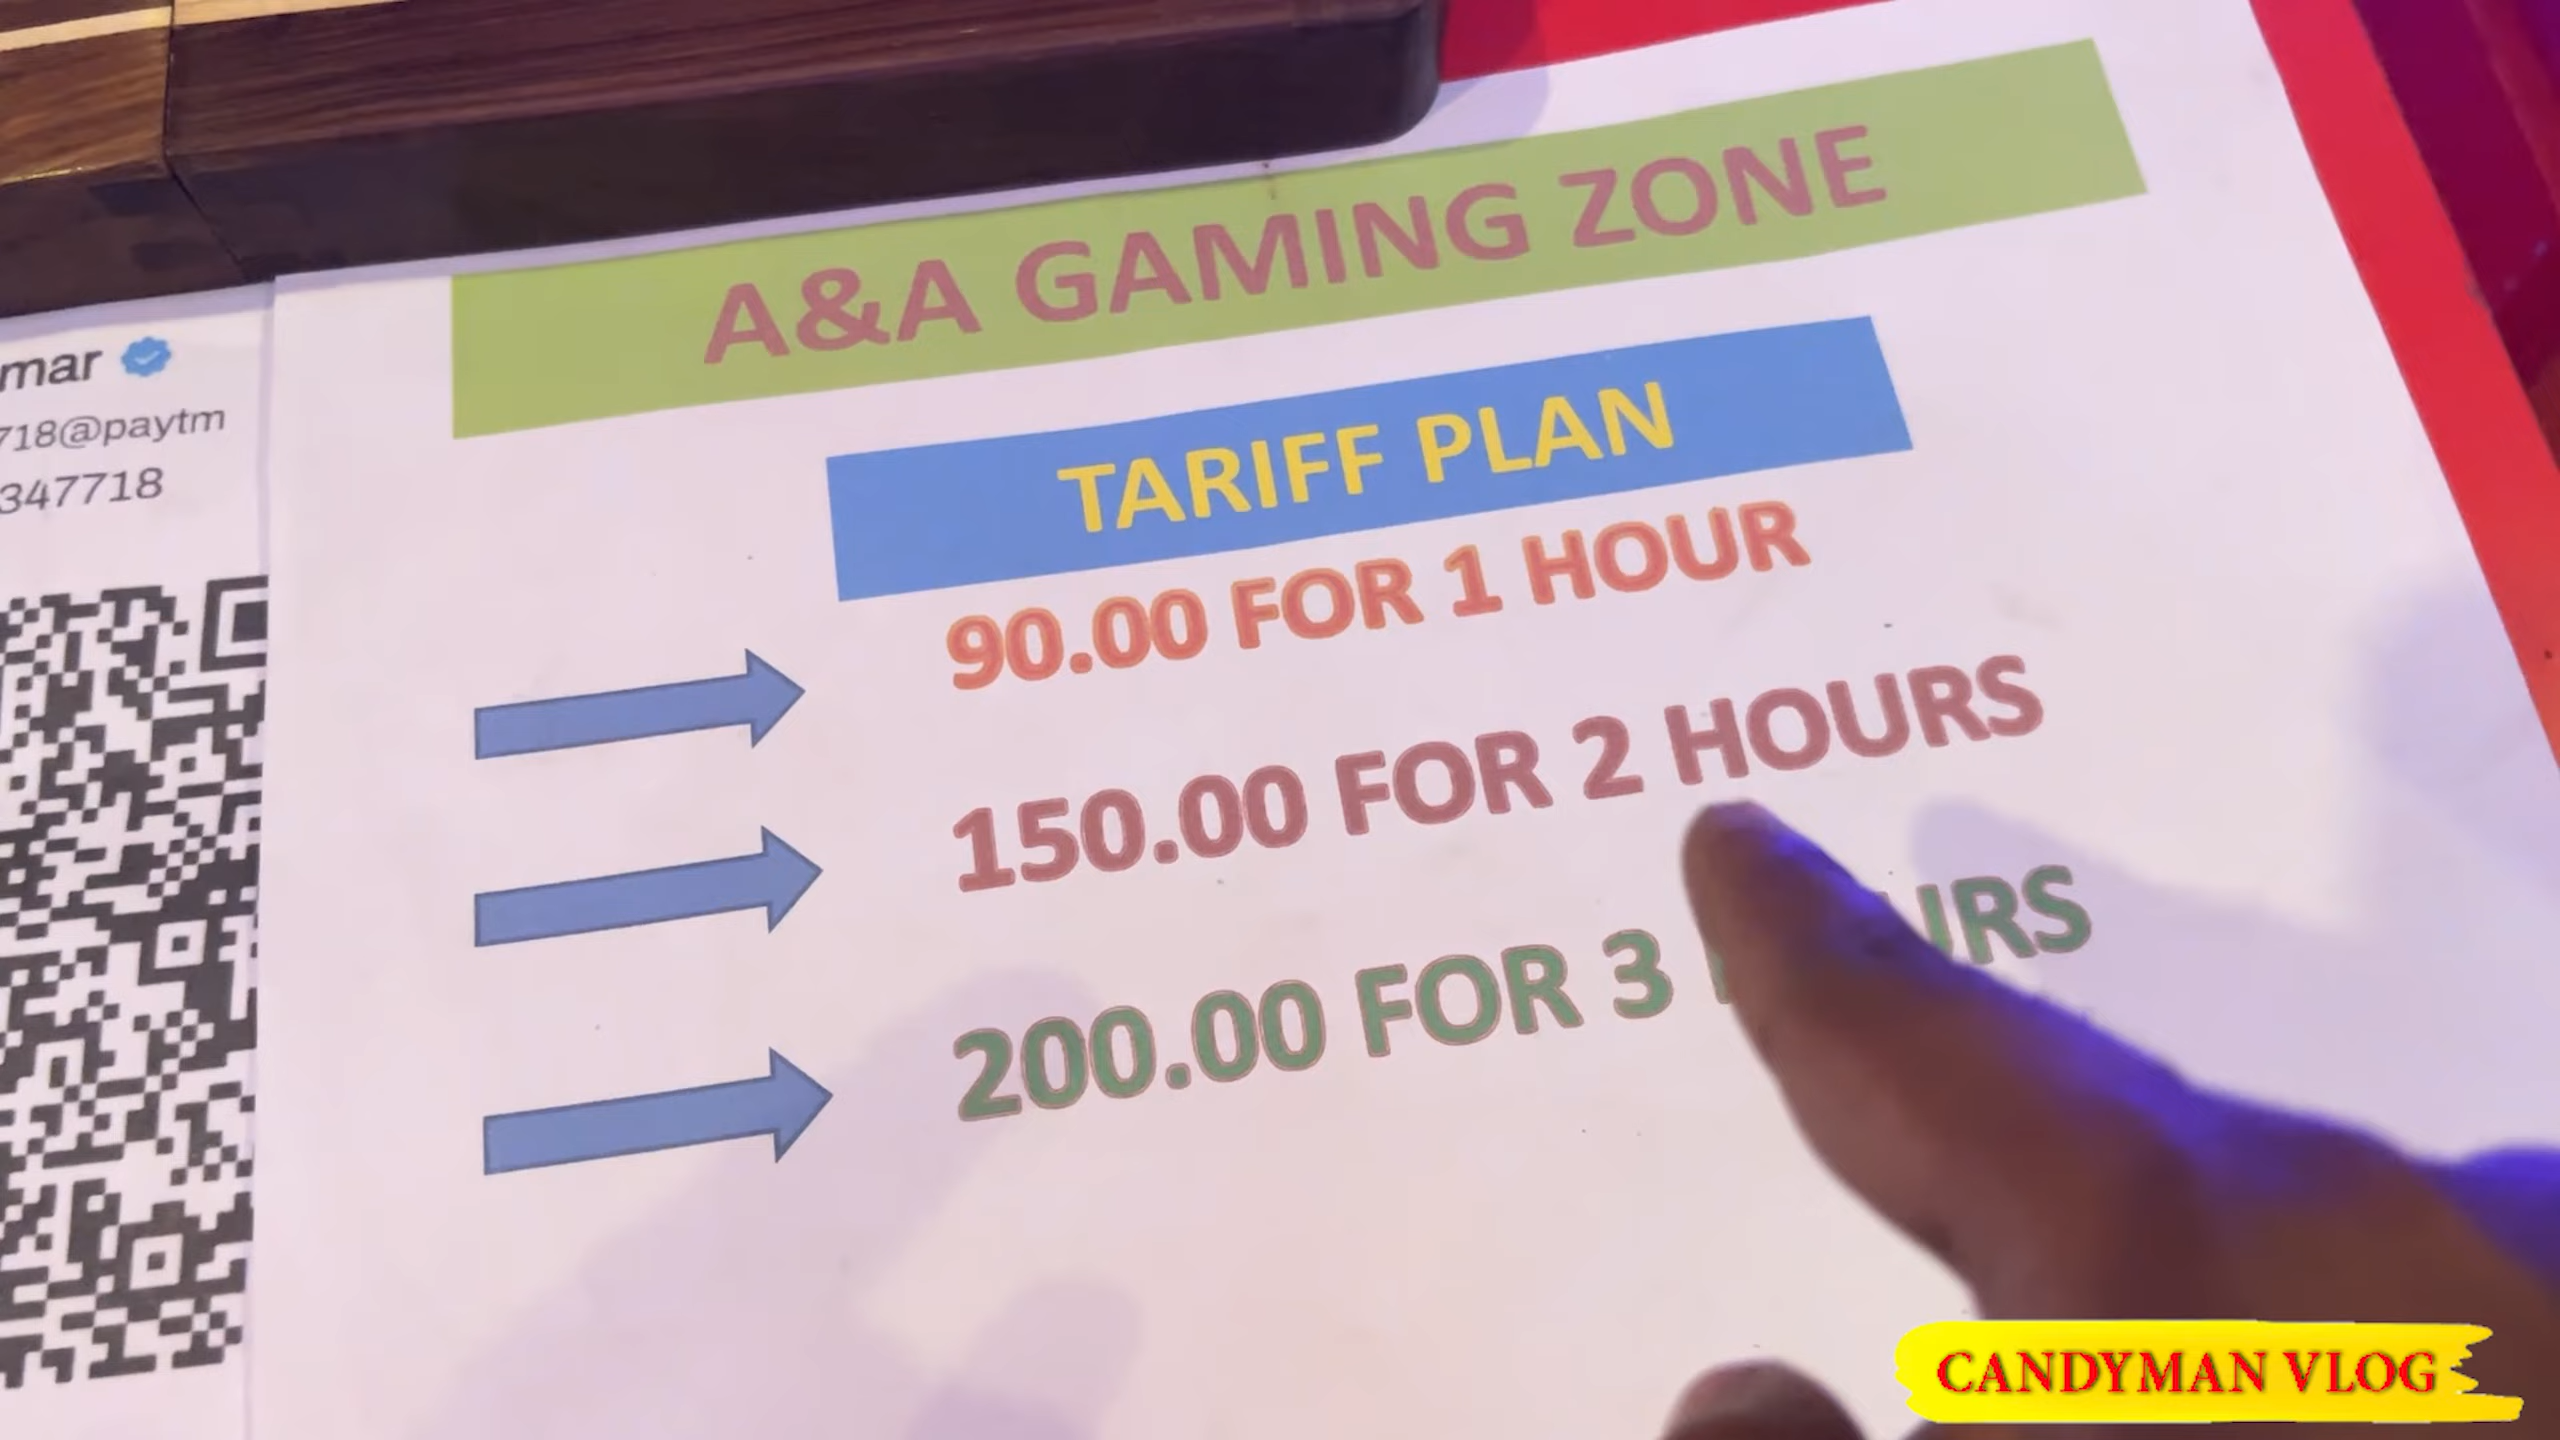 A&A GAMING ZONE
TARIFF PLAN
90.00 FOR 1 HOUR
150.00 FOR 2 HOURS
200.00 FOR 3
mar
718@paytm
347718
CANDYMAN VLOG